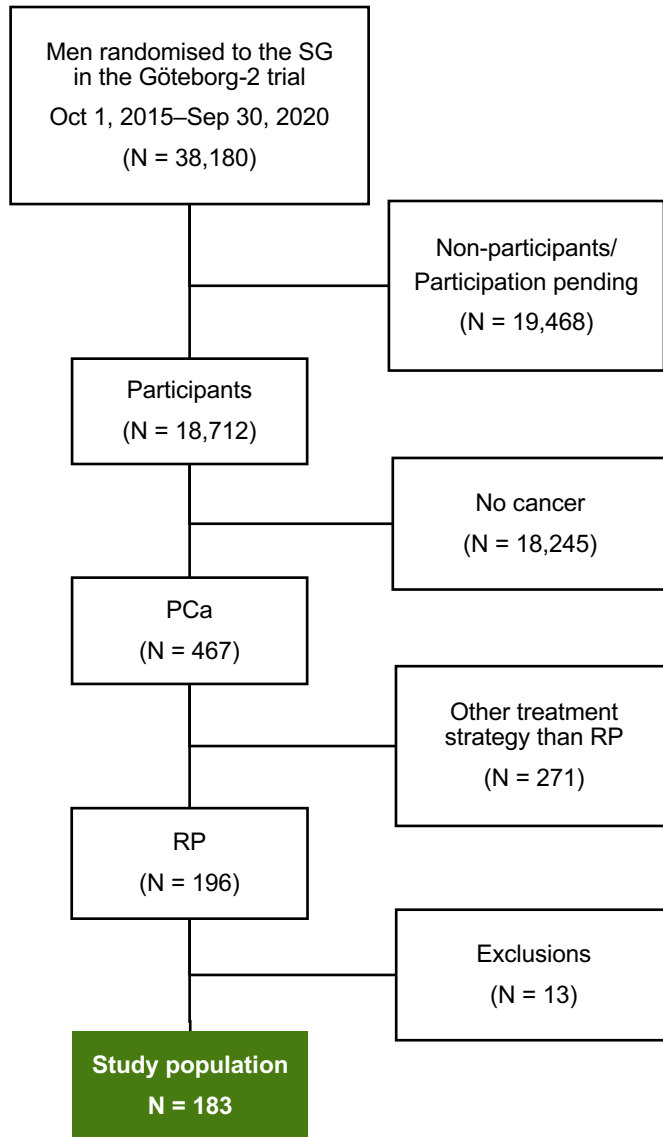 Men randomised to the SG
in the Göteborg-2 trial
Oct 1, 2015–Sep 30, 2020
(N = 38,180)
Non-participants/
Participation pending
(N = 19,468)
Participants
(N = 18,712)
No cancer
(N = 18,245)
PCa
(N = 467)
Other treatment
strategy than RP
(N = 271)
RP
(N = 196)
Exclusions
(N = 13)
Study population
N = 183